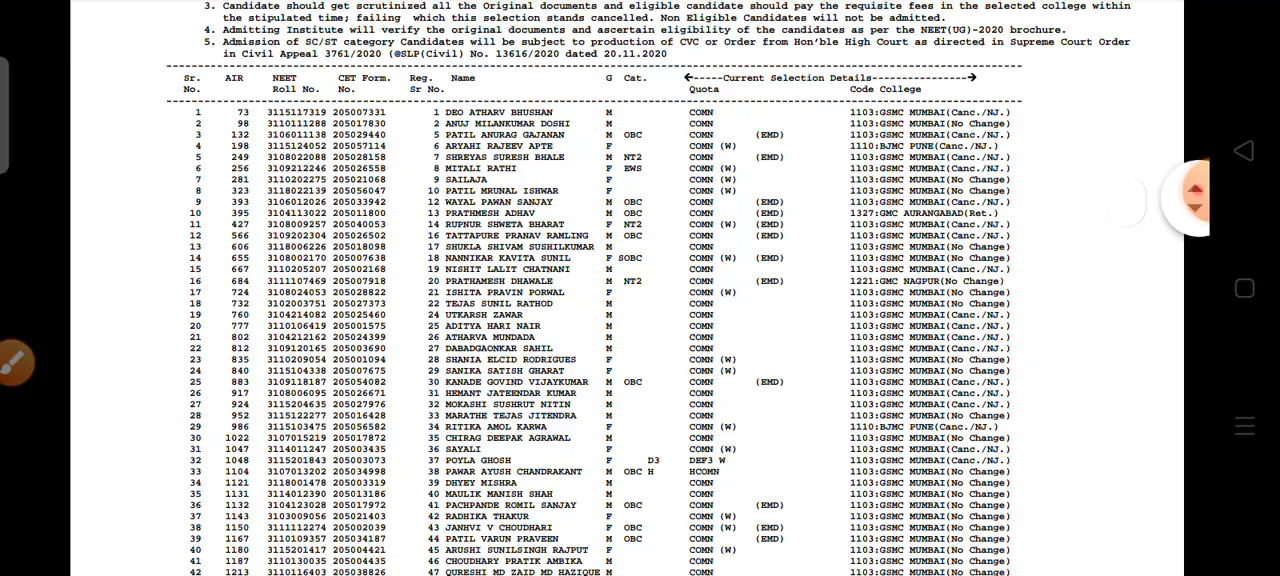 3. Candidate should get scrutinized all the Original documents and eligible candidate should pay the requisite fees in the selected college within
the stipulated time; failing which this selection stands cancelled. Non Eligible Candidates will not be admitted.
4. Admitting Institute will verify the original documents and ascertain eligibility of the candidates as per the NEET(UG)-2020 brochure.
5. Admission of SC/ST category Candidates will be subject to production of CVC or Order from Hon'ble High Court as directed in Supreme Court Order
in Civil Appeal 3761/2020 (@SLP(Civil) No. 13616/2020 dated 20.11.2020
Sr. AIR NEET CET Form. Reg. Name G Cat. ←-----Current Selection Details---------------→
No. Roll No. No. Sr No. Quota Code College
1 73 3115117319 205007331 1 DEO ATHARV BHUSHAN M COMN 1103:GSMC MUMBAI(Canc./NJ.)
2 98 3110111288 205017830 2 ANUJ MILANKUMAR DOSHI M COMN 1103:GSMC MUMBAI(No Change)
3 132 3106011138 205029440 5 PATIL ANURAG GAJANAN M OBC COMN (EMD) 1103:GSMC MUMBAI(Canc./NJ.)
4 198 3115124052 205057114 6 ARYAHI RAJEEV APTE F COMN (W) 1110:BJMC PUNE(Canc./NJ.)
5 249 3108022088 205028158 7 SHREYAS SURESH BHALE M NT2 COMN (EMD) 1103:GSMC MUMBAI(Canc./NJ.)
6 256 3109212246 205026558 8 MITALI RATHI F EWS COMN (W) 1103:GSMC MUMBAI(Canc./NJ.)
7 281 3110202275 205021068 9 SAILAJA F COMN (W) 1103:GSMC MUMBAI(No Change)
8 323 3118022139 205056047 10 PATIL MRUNAL ISHWAR F COMN (W) 1103:GSMC MUMBAI(No Change)
9 393 3106012026 205033942 12 WAYAL PAWAN SANJAY M OBC COMN (EMD) 1103:GSMC MUMBAI(Canc./NJ.)
10 395 3104113022 205011800 13 PRATHMESH ADHAV M OBC COMN (EMD) 1327:GMC AURANGABAD(Ret.)
11 427 3108009257 205040053 14 RUPNUR SHWETA BHARAT F NT2 COMN (W) (EMD) 1103:GSMC MUMBAI(Canc./NJ.)
12 566 3109202304 205026502 16 TATTAPURE PRANAV RAMLING M OBC COMN (EMD) 1103:GSMC MUMBAI(Canc./NJ.)
13 606 3118006226 205018098 17 SHUKLA SHIVAM SUSHILKUMAR M COMN 1103:GSMC MUMBAI(No Change)
14 655 3108002170 205007638 18 NANNIKAR KAVITA SUNIL F SOBC COMN (W) (EMD) 1103:GSMC MUMBAI(Canc./NJ.)
15 667 3110205207 205002168 19 NISHIT LALIT CHATNANI M COMN 1103:GSMC MUMBAI(Canc./NJ.)
16 684 3111107469 205007918 20 PRATHAMESH DHAWALE M NT2 COMN (EMD) 1221:GMC NAGPUR(No Change)
17 724 3108024053 205028822 21 ISHITA PRAVIN PORWAL F COMN (W) 1103:GSMC MUMBAI(No Change)
18 732 3102003751 205027373 22 TEJAS SUNIL RATHOD M COMN 1103:GSMC MUMBAI(No Change)
19 760 3104214082 205025460 24 UTKARSH ZAWAR M COMN 1103:GSMC MUMBAI(Canc./NJ.)
20 777 3110106419 205001575 25 ADITYA HARI NAIR M COMN 1103:GSMC MUMBAI(No Change)
21 802 3104212162 205024399 26 ATHARVA MUNDADA M COMN 1103:GSMC MUMBAI(Canc./NJ.)
22 812 3109120165 205003690 27 DABADGAONKAR SAHIL M COMN 1103:GSMC MUMBAI(Canc./NJ.)
23 835 3110209054 205001094 28 SHANIA ELCID RODRIGUES F COMN (W) 1103:GSMC MUMBAI(No Change)
24 840 3115104338 205007675 29 SANIKA SATISH GHARAT F COMN (W) 1103:GSMC MUMBAI(Canc./NJ.)
25 883 3109118187 205054082 30 KANADE GOVIND VIJAYKUMAR M OBC COMN (EMD) 1103:GSMC MUMBAI(Canc./NJ.)
26 917 3108006095 205026671 31 HEMANT JATEENDAR KUMAR M COMN 1103:GSMC MUMBAI(Canc./NJ.)
27 924 3115204635 205027976 32 MOKASHI SUSHRUT NITIN M COMN 1103:GSMC MUMBAI(Canc./NJ.)
28 952 3115122277 205016428 33 MARATHE TEJAS JITENDRA M COMN 1103:GSMC MUMBAI(No Change)
29 986 3115103475 205056582 34 RITIKA AMOL KARWA F COMN (W) 1110:BJMC PUNE(Canc./NJ.)
30 1022 3107015219 205017872 35 CHIRAG DEEPAK AGRAWAL M COMN 1103:GSMC MUMBAI(No Change)
31 1047 3114011247 205003435 36 SAYALI F COMN (W) 1103:GSMC MUMBAI(No Change)
32 1048 3115201843 205003073 37 POYLA GHOSH F D3 DEF3 W 1103:GSMC MUMBAI(No Change)
33 1104 3107013202 205034998 38 PAWAR AYUSH CHANDRAKANT M OBC H HCOMN 1103:GSMC MUMBAI(No Change)
34 1121 3118001478 205003319 39 DHYEY MISHRA M COMN 1103:GSMC MUMBAI(No Change)
35 1131 3114012390 205013186 40 MAULIK MANISH SHAH M COMN 1103:GSMC MUMBAI(No Change)
36 1132 3104123028 205017972 41 PACHPANDE ROMIL SANJAY M OBC COMN (EMD) 1103:GSMC MUMBAI(No Change)
37 1143 3103009056 205021403 42 RADHIKA THAKUR F COMN (W) 1103:GSMC MUMBAI(No Change)
38 1150 3111112274 205002039 43 JANHVI V CHOUDHARI F OBC COMN (W) (EMD) 1103:GSMC MUMBAI(No Change)
39 1167 3110109357 205034187 44 PATIL VARUN PRAVEEN M OBC COMN (EMD) 1103:GSMC MUMBAI(No Change)
40 1180 3115201417 205004421 45 ARUSHI SUNILSINGH RAJPUT F COMN (W) 1103:GSMC MUMBAI(No Change)
41 1187 3110130035 205004435 46 CHOUDHARY PRATIK AMBIKA M COMN 1103:GSMC MUMBAI(No Change)
42 1213 3110116403 205038826 47 QURESHI MD ZAID MD HAZIQUE M COMN 1103:GSMC MUMBAI(No Change)